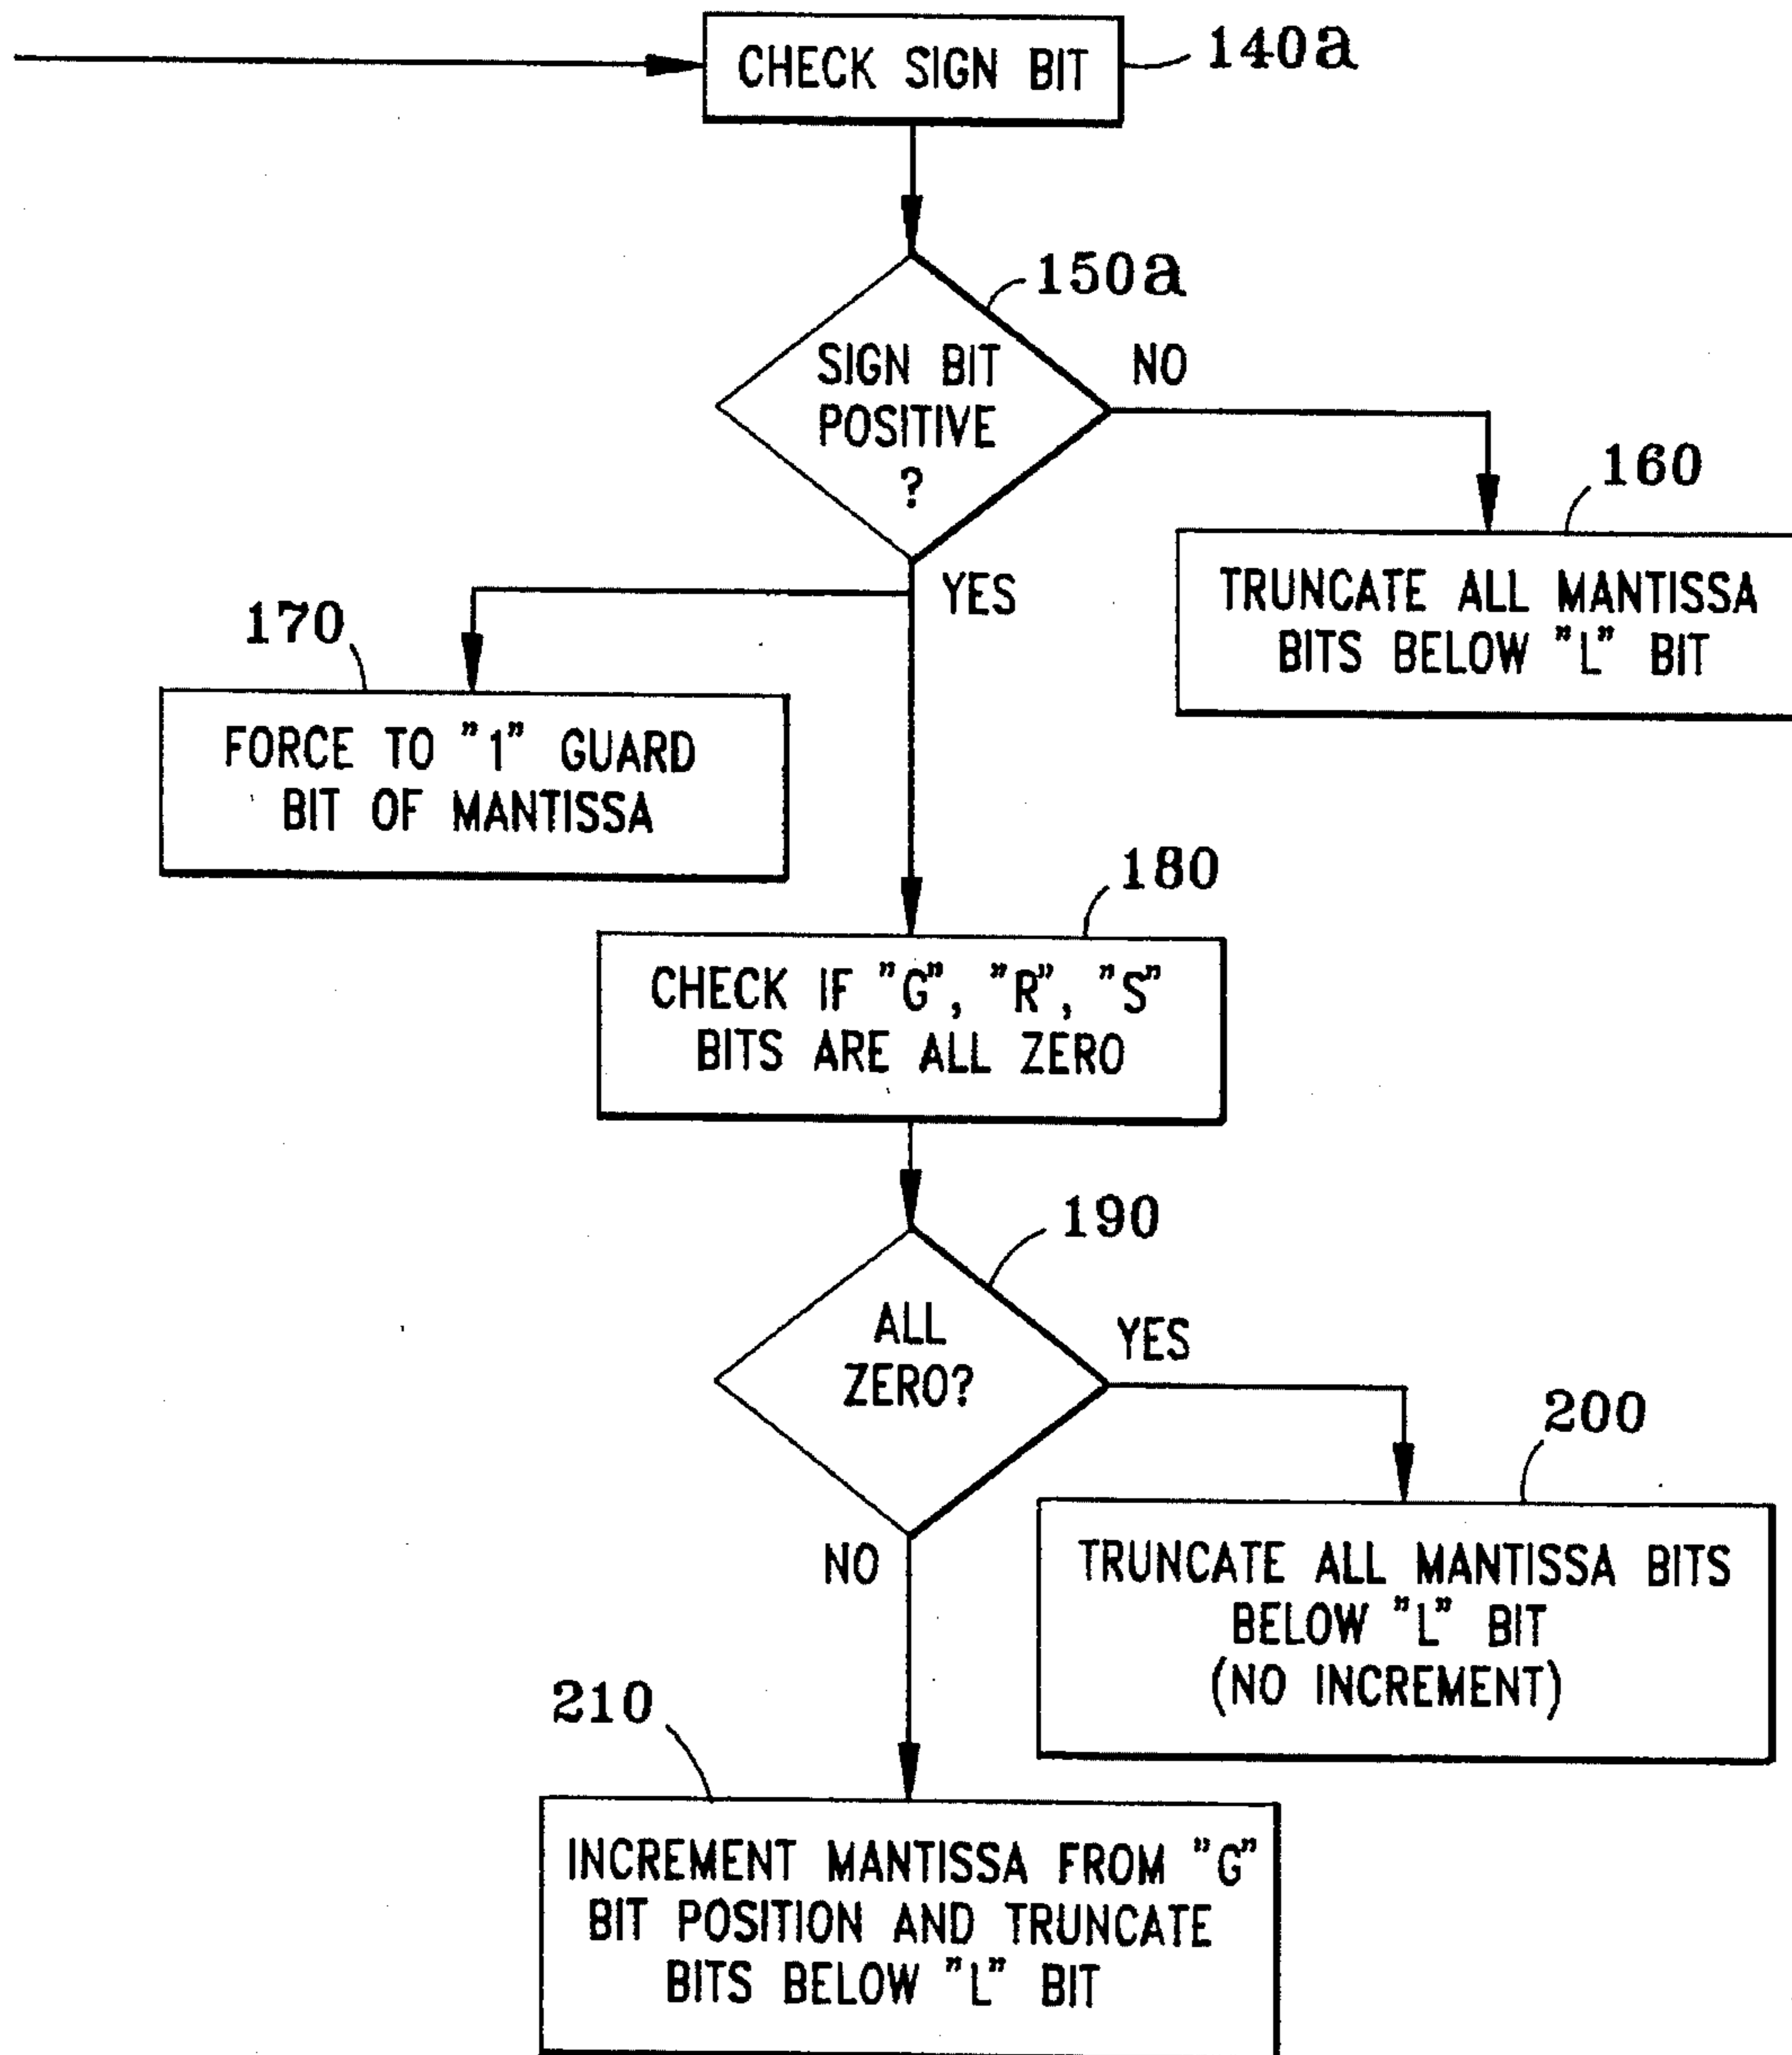 CHECK SIGN BIT
140a
150a
SIGN BIT
POSITIVE
?
NO
160
TRUNCATE ALL MANTISSA
BITS BELOW "L" BIT
YES
170
FORCE TO "1" GUARD
BIT OF MANTISSA
180
CHECK IF "G", "R", "S"
BITS ARE ALL ZERO
190
ALL
ZERO?
YES
200
TRUNCATE ALL MANTISSA BITS
BELOW "L" BIT
(NO INCREMENT)
NO
210
INCREMENT MANTISSA FROM "G"
BIT POSITION AND TRUNCATE
BITS BELOW "L" BIT